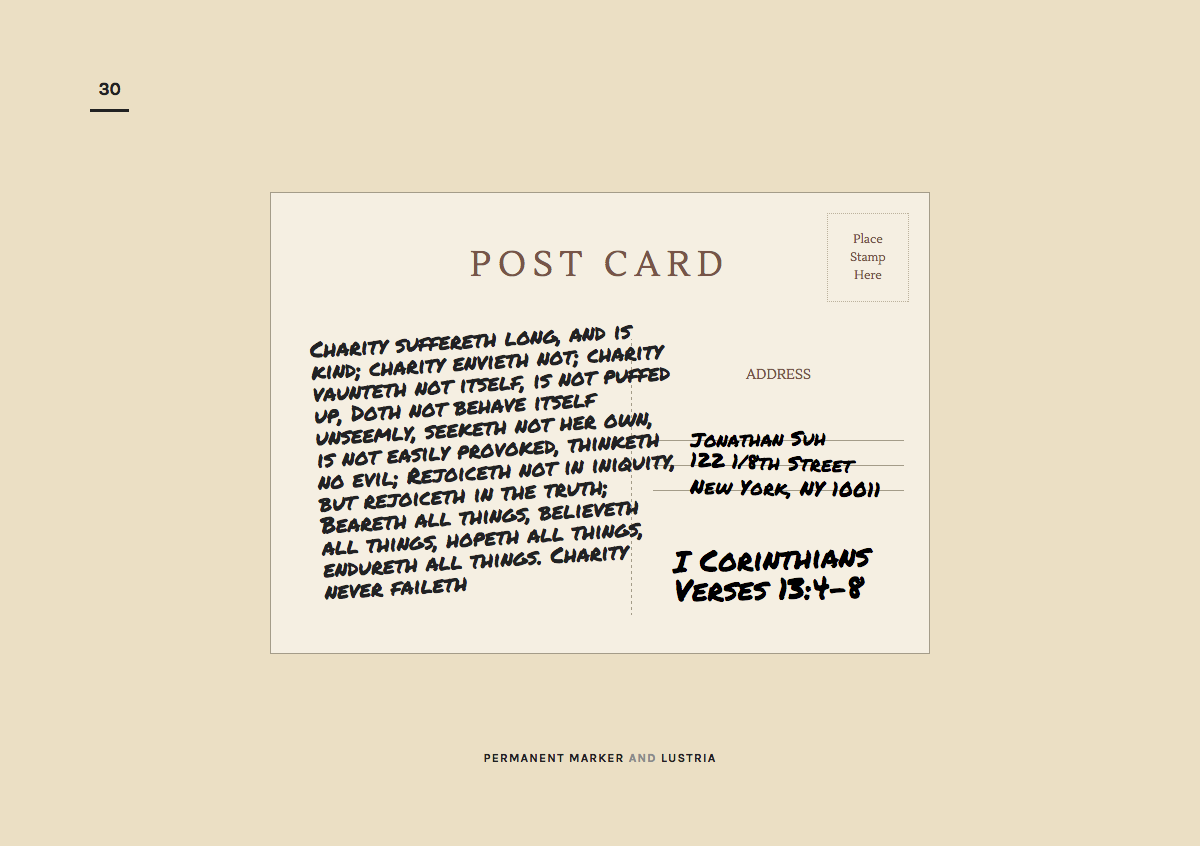 30
POST CARD
Place
Stamp
Here
Charity suffereth long, and is
kind; charity envieth not; charity
vaunteth not itself, is not puffed
up, Doth not behave itself
unseemly, seeketh not her own,
is not easily provoked, thinketh
no evil; Rejoiceth not in iniquity,
but rejoiceth in the truth;
Beareth all things, believeth
all things, hopeth all things,
endureth all things. Charity
never faileth
ADDRESS
Jonathan Suh
122 1/8th Street
New York, NY 10011
I Corinthians
Verses 13:4-8
PERMANENT MARKER AND LUSTRIA